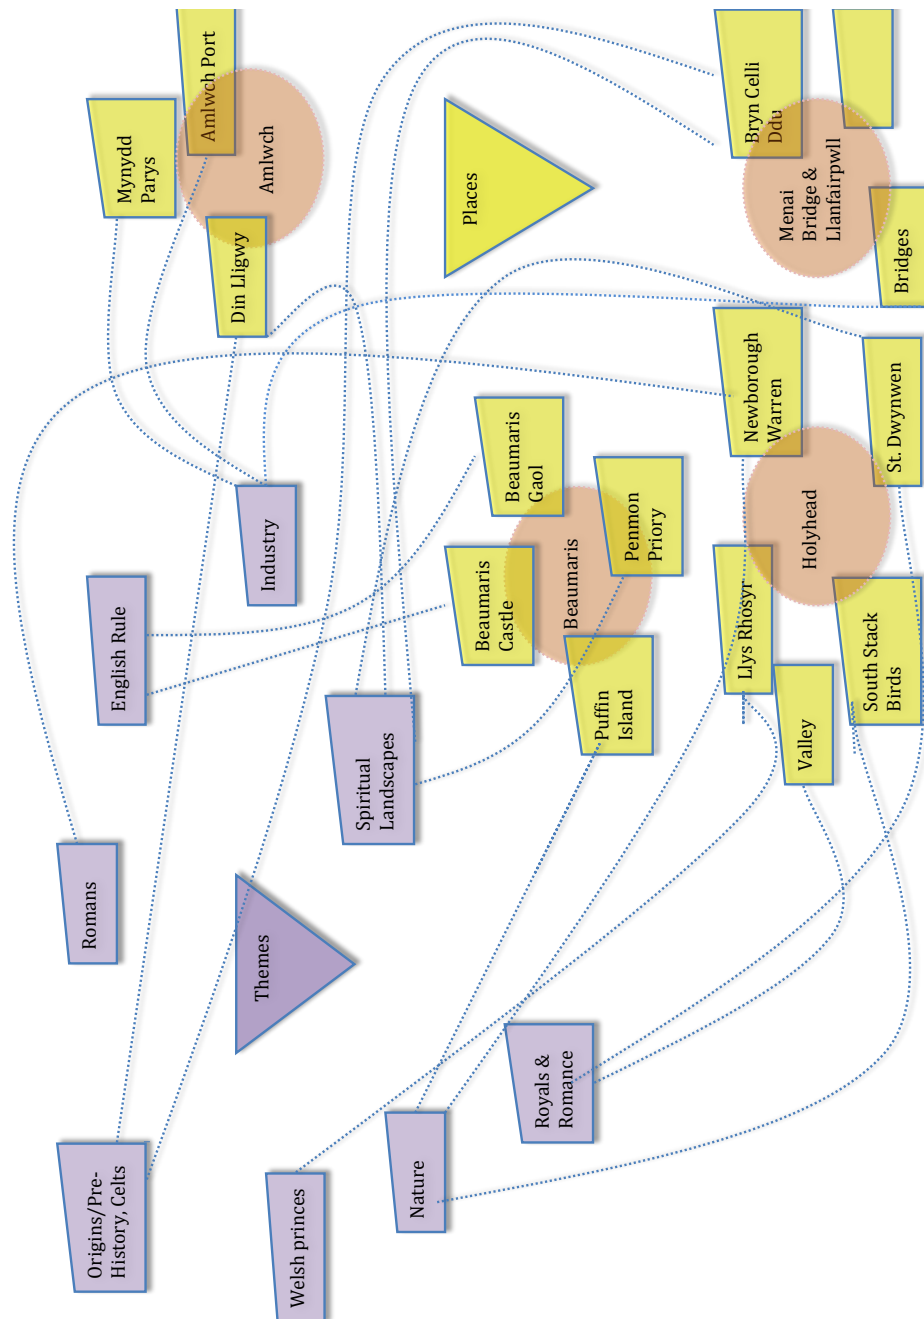 Origins/Pre-
History, Celts
Romans
English Rule
Mynydd
Parys
Amlwch Port
Welsh princes
Themes
Industry
Din Lligwy
Amlwch
Nature
Spiritual
Landscapes
Places
Royals &
Romance
Beaumaris
Castle
Beaumaris
Gaol
Puffin
Island
Beaumaris
Penmon
Priory
Llys Rhosyr
Newborough
Warren
Bryn Celli
Ddu
Valley
Holyhead
Menai
Bridge &
Llanfairpwll
South Stack
Birds
St. Dwynwen
Bridges